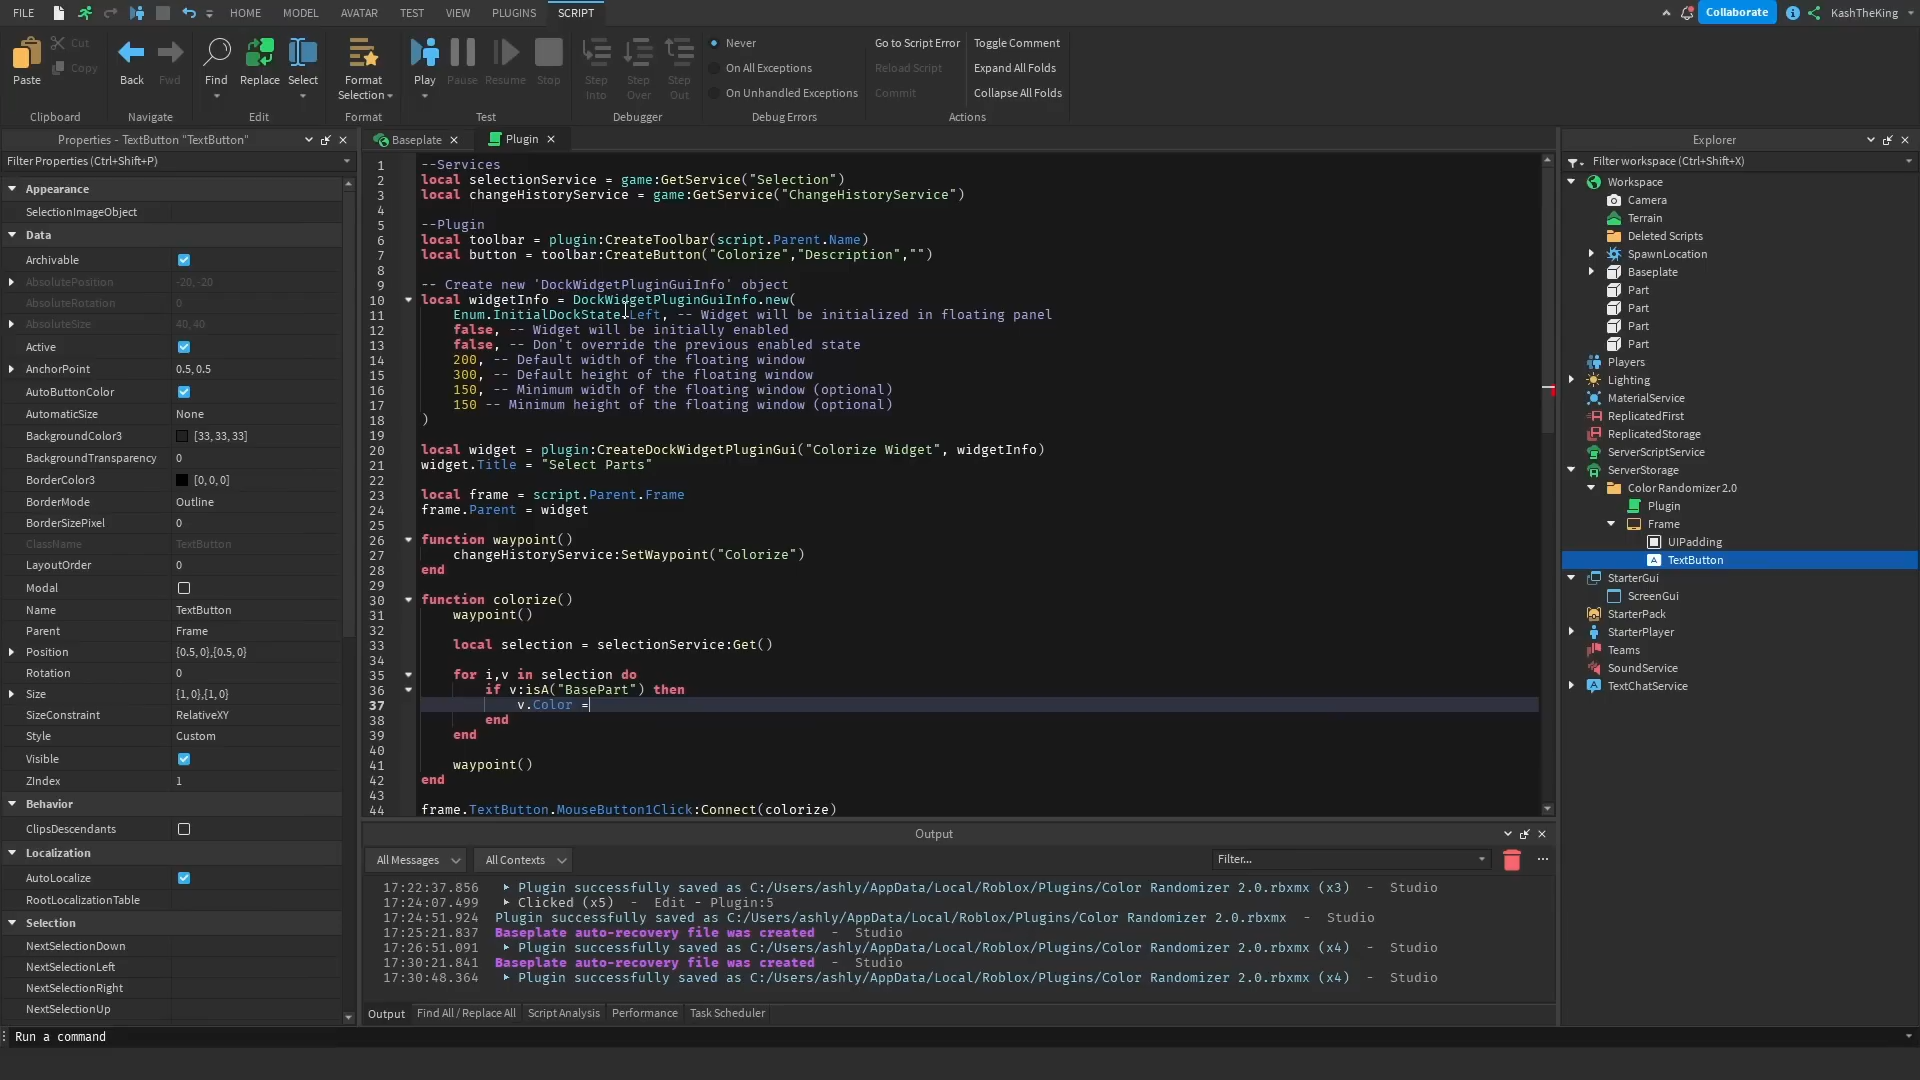 FILE HOME MODEL AVATAR TEST VIEW PLUGINS SCRIPT Collaborate KashTheKing
Paste Cut Copy Clipboard
Back Fwd Navigate
Find Replace Select Edit
Format Selection Format
Play Pause Resume Stop Test
Step Into Step Over Step Out Debugger
Never
On All Exceptions
On Unhandled Exceptions
Debug Errors
Go to Script Error Toggle Comment
Reload Script Expand All Folds
Commit Collapse All Folds
Actions
Properties - TextButton "TextButton"
Filter Properties (Ctrl+Shift+P)
Appearance
SelectionImageObject
Data
Archivable
AbsolutePosition -20, -20
AbsoluteRotation 0
AbsoluteSize 40, 40
Active
AnchorPoint 0.5, 0.5
AutoButtonColor
AutomaticSize None
BackgroundColor3 [33, 33, 33]
BackgroundTransparency 0
BorderColor3 [0, 0, 0]
BorderMode Outline
BorderSizePixel 0
ClassName TextButton
LayoutOrder 0
Modal
Name TextButton
Parent Frame
Position {0.5, 0},{0.5, 0}
Rotation 0
Size {1, 0},{1, 0}
SizeConstraint RelativeXY
Style Custom
Visible
ZIndex 1
Behavior
ClipsDescendants
Localization
AutoLocalize
RootLocalizationTable
Selection
NextSelectionDown
NextSelectionLeft
NextSelectionRight
NextSelectionUp
Baseplate Plugin
1 --Services
2 local selectionService = game:GetService("Selection")
3 local changeHistoryService = game:GetService("ChangeHistoryService")
4
5 --Plugin
6 local toolbar = plugin:CreateToolbar(script.Parent.Name)
7 local button = toolbar:CreateButton("Colorize","Description","")
8
9 -- Create new 'DockWidgetPluginGuiInfo' object
10 local widgetInfo = DockWidgetPluginGuiInfo.new(
11 Enum.InitialDockState.Left, -- Widget will be initialized in floating panel
12 false, -- Widget will be initially enabled
13 false, -- Don't override the previous enabled state
14 200, -- Default width of the floating window
15 300, -- Default height of the floating window
16 150, -- Minimum width of the floating window (optional)
17 150 -- Minimum height of the floating window (optional)
18 )
19
20 local widget = plugin:CreateDockWidgetPluginGui("Colorize Widget", widgetInfo)
21 widget.Title = "Select Parts"
22
23 local frame = script.Parent.Frame
24 frame.Parent = widget
25
26 function waypoint()
27 changeHistoryService:SetWaypoint("Colorize")
28 end
29
30 function colorize()
31 waypoint()
32
33 local selection = selectionService:Get()
34
35 for i,v in selection do
36 if v:isA("BasePart") then
37 v.Color =
38 end
39 end
40
41 waypoint()
42 end
43
44 frame.TextButton.MouseButton1Click:Connect(colorize)
Output
All Messages All Contexts Filter...
17:22:37.856 Plugin successfully saved as C:/Users/ashly/AppData/Local/Roblox/Plugins/Color Randomizer 2.0.rbxmx (x3) - Studio
17:24:07.499 Clicked (x5) - Edit - Plugin:5
17:24:51.924 Plugin successfully saved as C:/Users/ashly/AppData/Local/Roblox/Plugins/Color Randomizer 2.0.rbxmx - Studio
17:25:21.837 Baseplate auto-recovery file was created - Studio
17:26:51.091 Plugin successfully saved as C:/Users/ashly/AppData/Local/Roblox/Plugins/Color Randomizer 2.0.rbxmx (x4) - Studio
17:30:21.841 Baseplate auto-recovery file was created - Studio
17:30:48.364 Plugin successfully saved as C:/Users/ashly/AppData/Local/Roblox/Plugins/Color Randomizer 2.0.rbxmx (x4) - Studio
Output Find All / Replace All Script Analysis Performance Task Scheduler
Explorer
Filter workspace (Ctrl+Shift+X)
Workspace
Camera
Terrain
Deleted Scripts
SpawnLocation
Baseplate
Part
Part
Part
Part
Players
Lighting
MaterialService
ReplicatedFirst
ReplicatedStorage
ServerScriptService
ServerStorage
Color Randomizer 2.0
Plugin
Frame
UIPadding
TextButton
StarterGui
ScreenGui
StarterPack
StarterPlayer
Teams
SoundService
TextChatService
Run a command